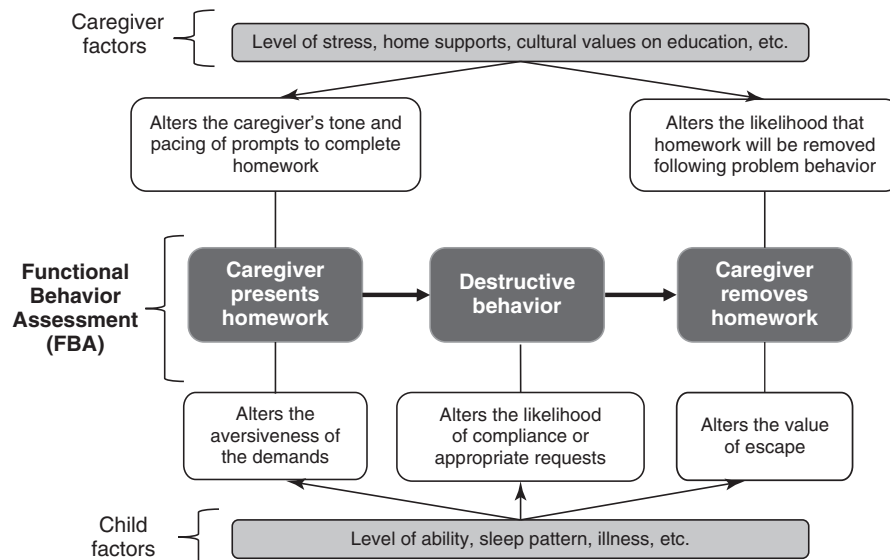 Caregiver
factors
Level of stress, home supports, cultural values on education, etc.
Alters the caregiver's tone and
pacing of prompts to complete
homework
Alters the likelihood that
homework will be removed
following problem behavior
Functional
Behavior
Assessment
(FBA)
Caregiver
presents
homework
Destructive
behavior
Caregiver
removes
homework
Alters the
aversiveness of
the demands
Alters the likelihood
of compliance or
appropriate requests
Alters the value
of escape
Child
factors
Level of ability, sleep pattern, illness, etc.